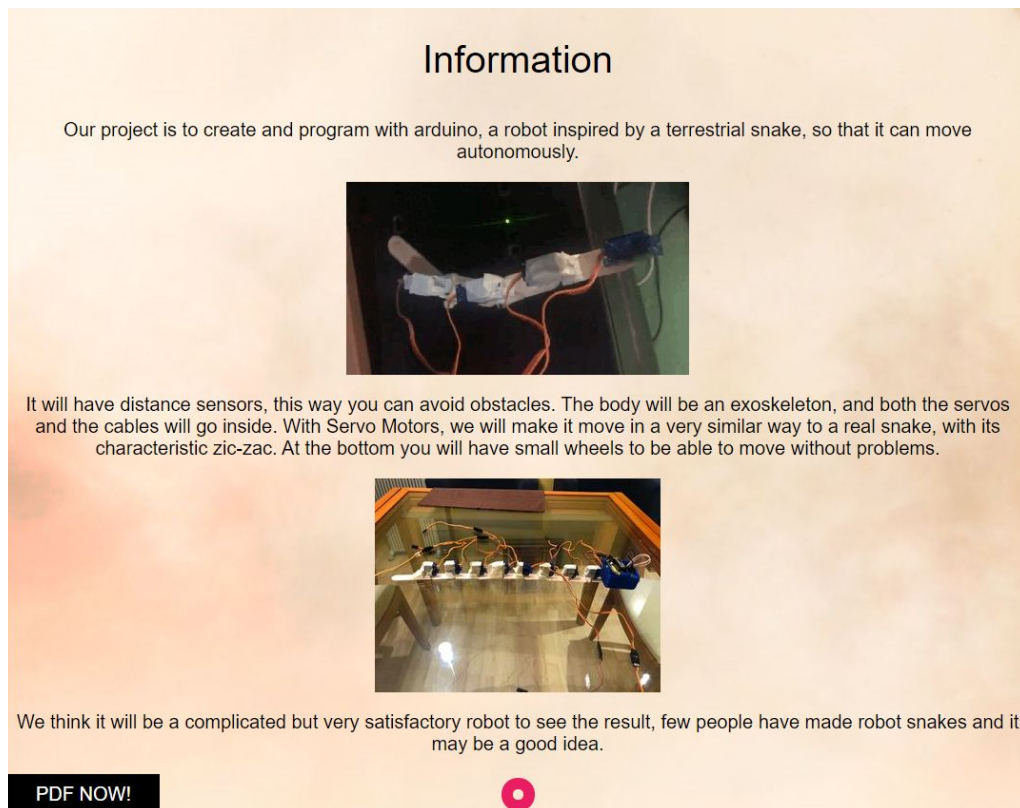 Information
Our project is to create and program with arduino, a robot inspired by a terrestrial snake, so that it can move
autonomously.
It will have distance sensors, this way you can avoid obstacles. The body will be an exoskeleton, and both the servos
and the cables will go inside. With Servo Motors, we will make it move in a very similar way to a real snake, with its
characteristic zic-zac. At the bottom you will have small wheels to be able to move without problems.
We think it will be a complicated but very satisfactory robot to see the result, few people have made robot snakes and it
may be a good idea.
PDF NOW!